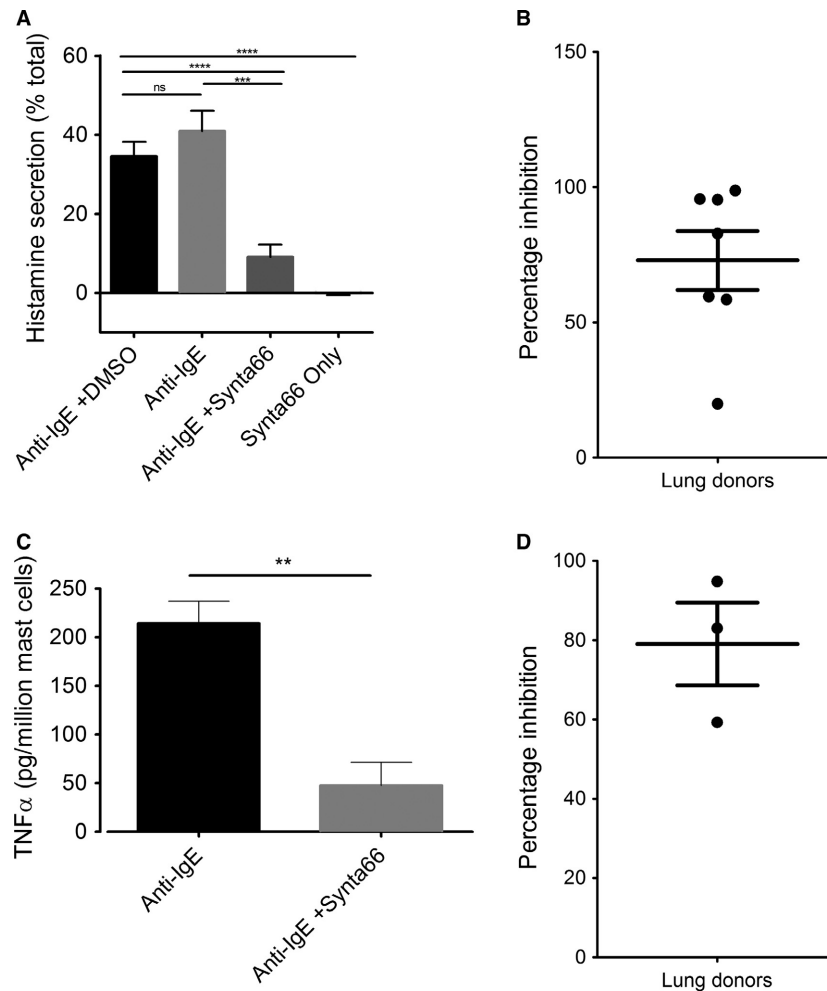 A
Histamine secretion (% total)
60
40
20
0
****
****
***
ns
Anti-IgE +DMSO
Anti-IgE
Anti-IgE +Synta66
Synta66 Only
B
Percentage inhibition
150
100
50
0
Lung donors
C
TNFα (pg/million mast cells)
250
200
150
100
50
0
**
Anti-IgE
Anti-IgE +Synta66
D
Percentage inhibition
100
80
60
40
20
0
Lung donors